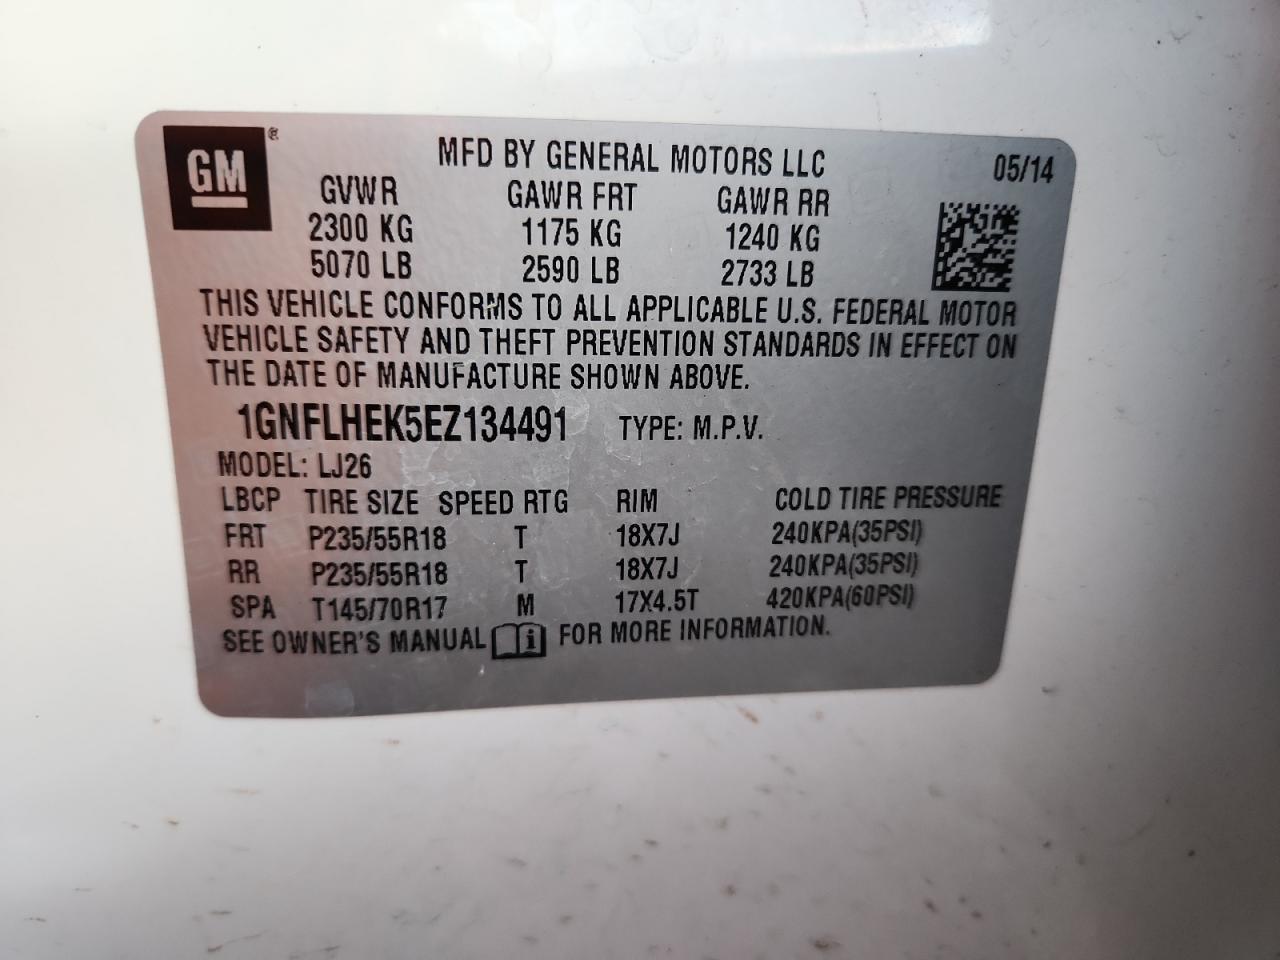 GM ®
MFD BY GENERAL MOTORS LLC 05/14
GVWR GAWR FRT GAWR RR
2300 KG 1175 KG 1240 KG
5070 LB 2590 LB 2733 LB
THIS VEHICLE CONFORMS TO ALL APPLICABLE U.S. FEDERAL MOTOR
VEHICLE SAFETY AND THEFT PREVENTION STANDARDS IN EFFECT ON
THE DATE OF MANUFACTURE SHOWN ABOVE.
1GNFLHEK5EZ134491 TYPE: M.P.V.
MODEL: LJ26
LBCP TIRE SIZE SPEED RTG RIM COLD TIRE PRESSURE
FRT P235/55R18 T 18X7J 240KPA(35PSI)
RR P235/55R18 T 18X7J 240KPA(35PSI)
SPA T145/70R17 M 17X4.5T 420KPA(60PSI)
SEE OWNER'S MANUAL i FOR MORE INFORMATION.